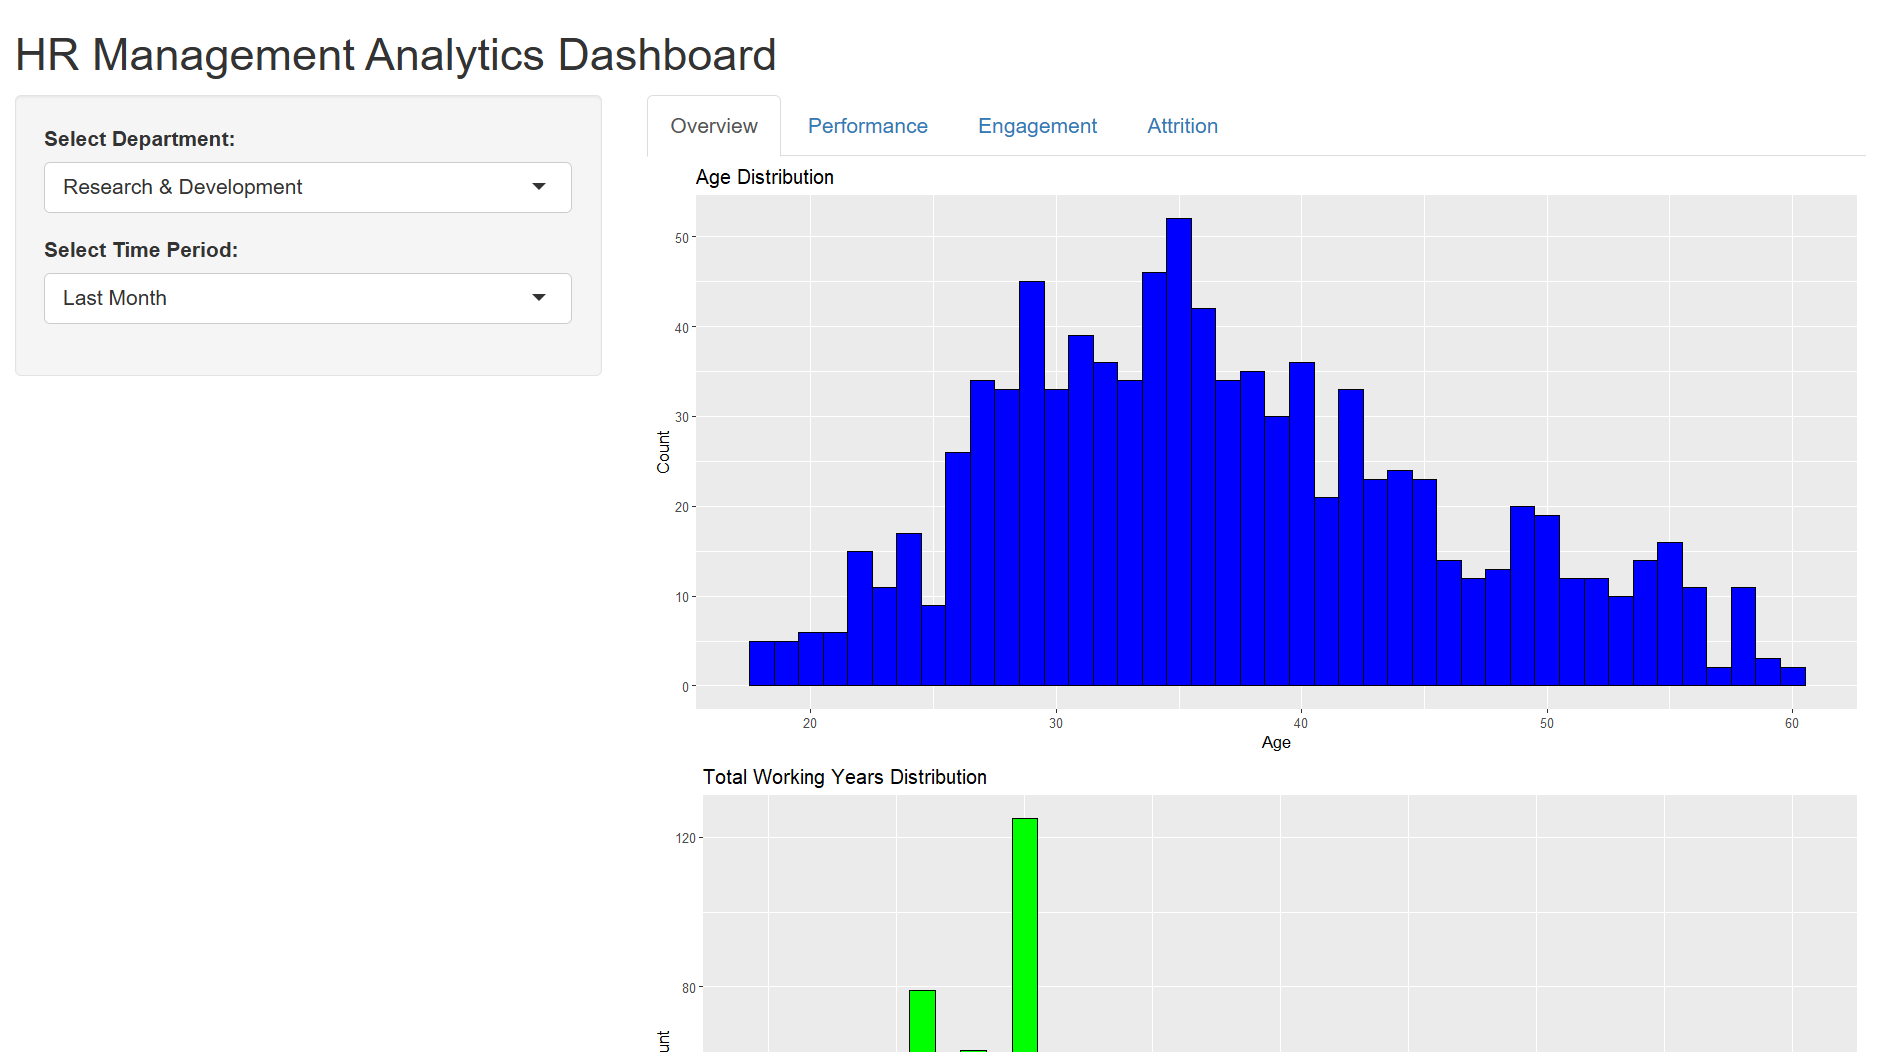 HR Management Analytics Dashboard
Select Department:
Research & Development
Select Time Period:
Last Month
Overview
Performance
Engagement
Attrition
Age Distribution
Count
50
40
30
20
10
0
20
30
40
50
60
Age
Total Working Years Distribution
120
80
unt